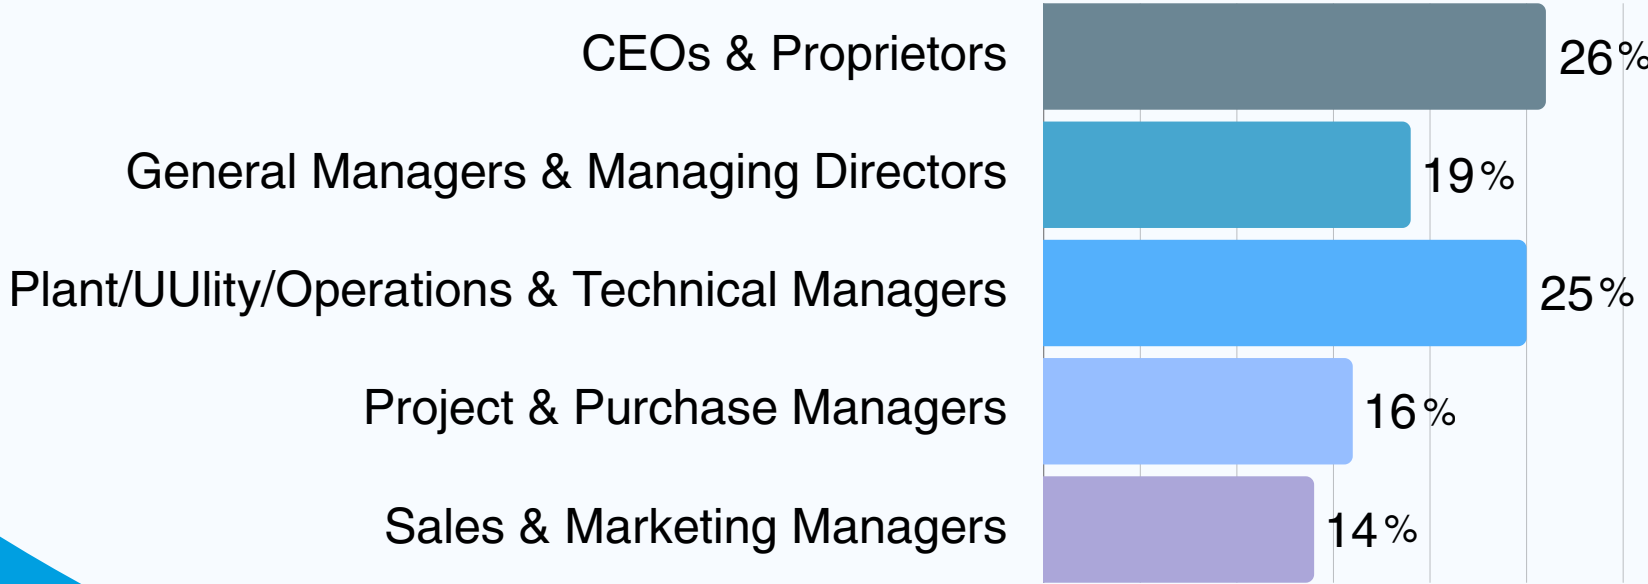 CEOs & Proprietors 26%
General Managers & Managing Directors 19%
Plant/UUlity/Operations & Technical Managers 25%
Project & Purchase Managers 16%
Sales & Marketing Managers 14%